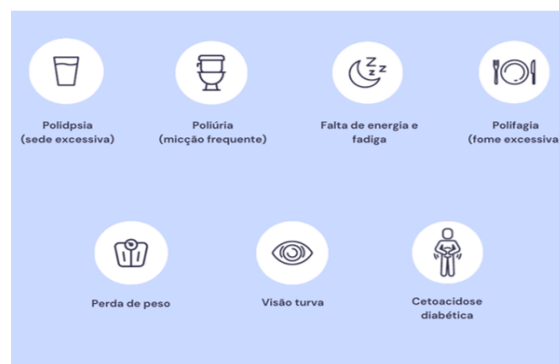 Polidpsia
(sede excessiva)
Poliúria
(micção frequente)
Falta de energia e
fadiga
Polifagia
(fome excessiva
Perda de peso
Visão turva
Cetoacidose
diabética